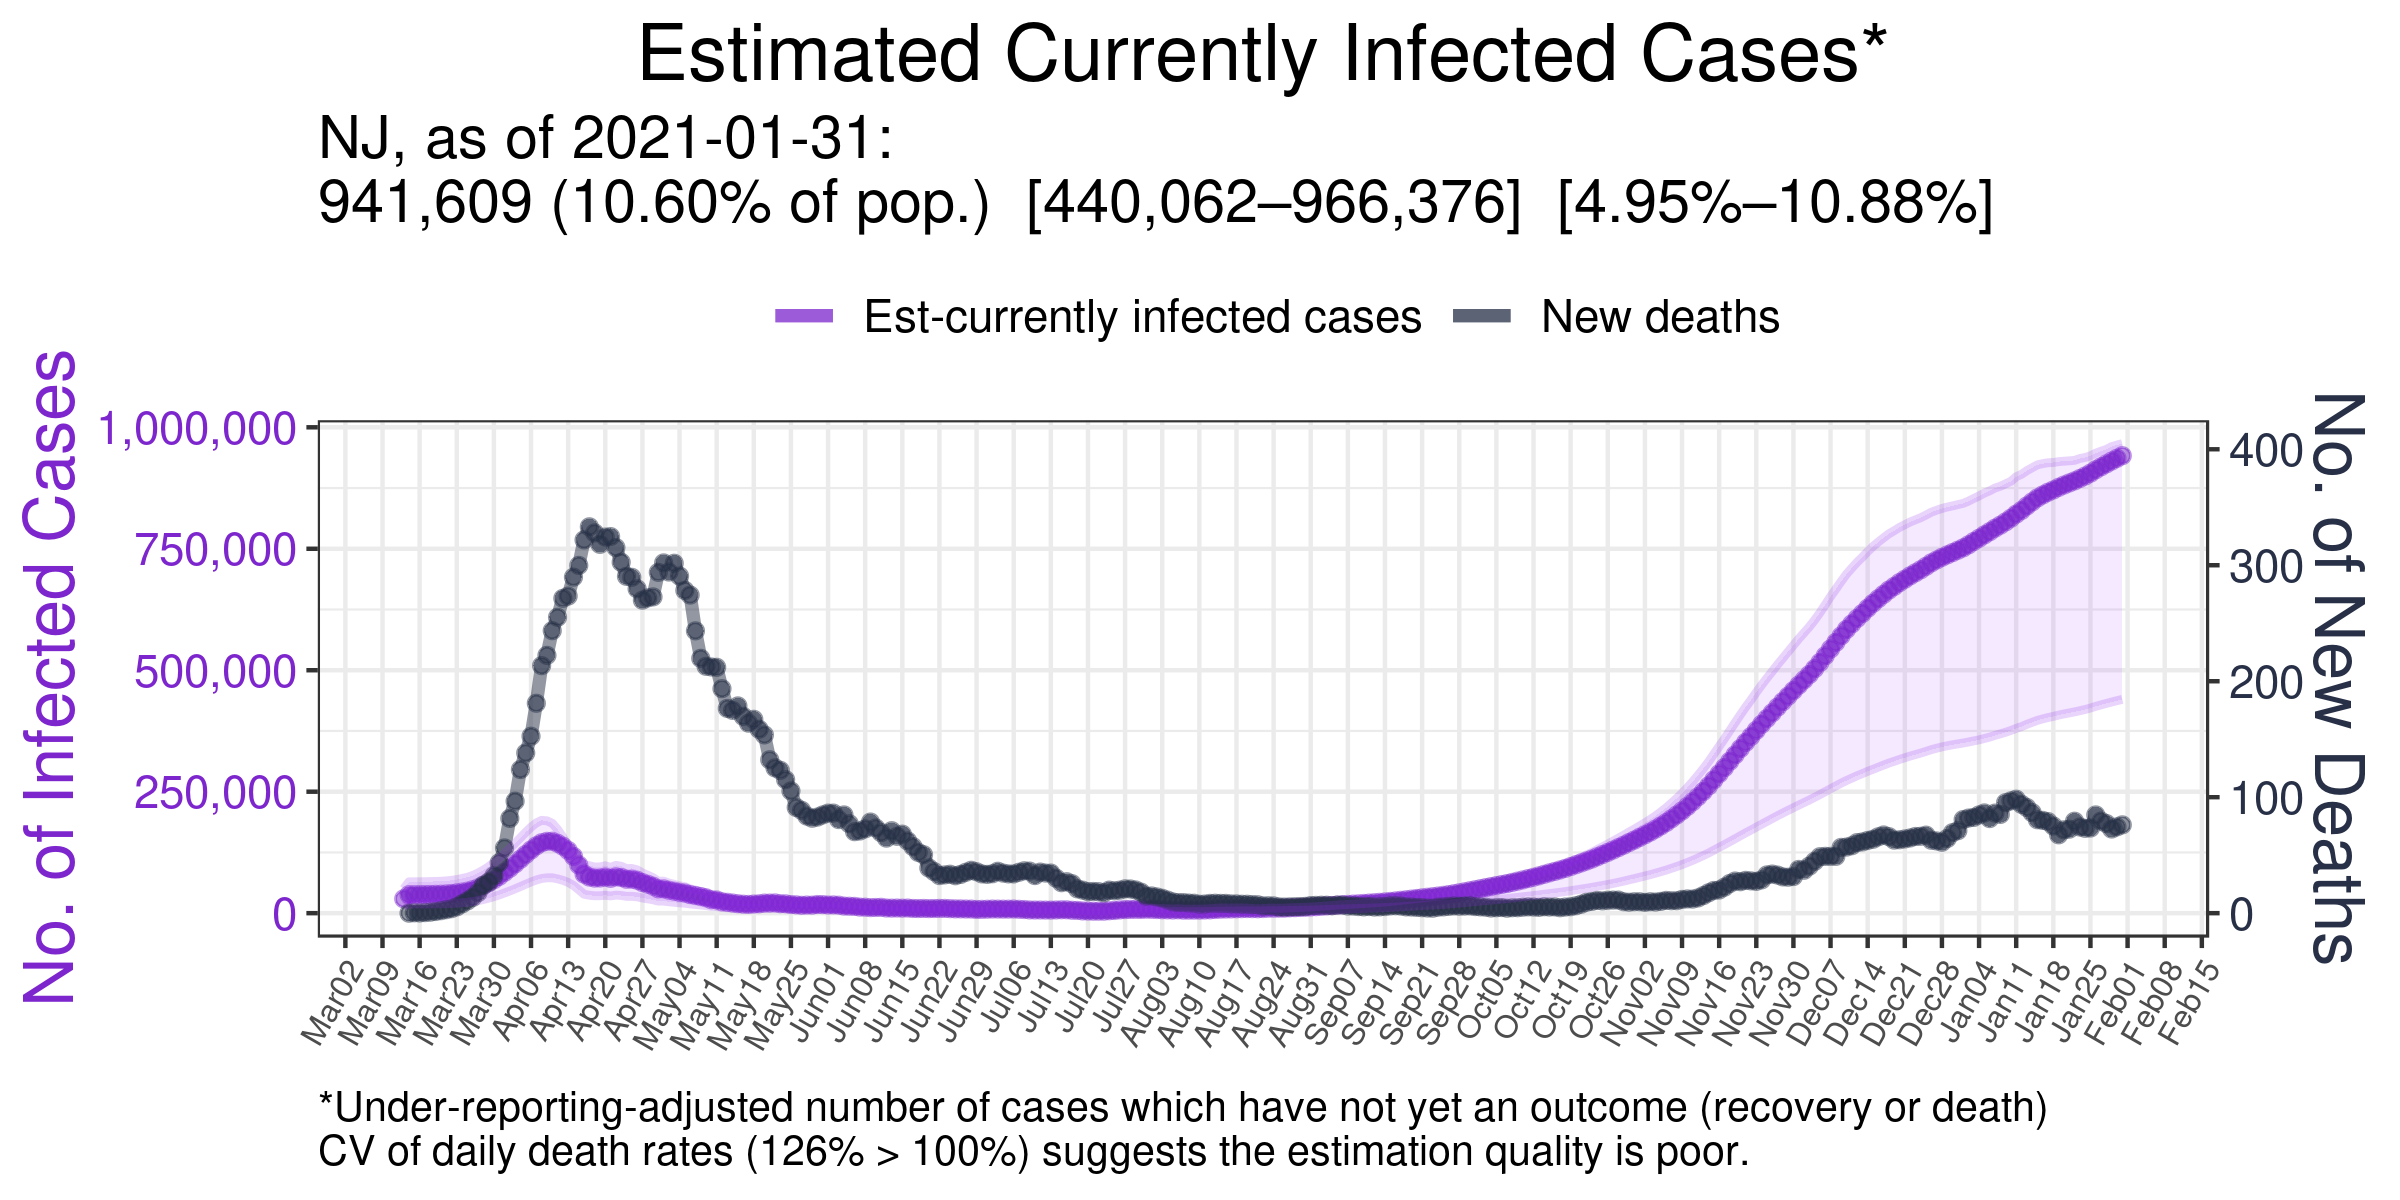 Estimated Currently Infected Cases*
NJ, as of 2021-01-31:
941,609 (10.60% of pop.)  [440,062–966,376]  [4.95%–10.88%]
Est-currently infected cases
New deaths
No. of Infected Cases
1,000,000
750,000
500,000
250,000
0
400
300
200
100
0
No. of New Deaths
Mar02
Mar09
Mar16
Mar23
Mar30
Apr06
Apr13
Apr20
Apr27
May04
May11
May18
May25
Jun01
Jun08
Jun15
Jun22
Jun29
Jul06
Jul13
Jul20
Jul27
Aug03
Aug10
Aug17
Aug24
Aug31
Sep07
Sep14
Sep21
Sep28
Oct05
Oct12
Oct19
Oct26
Nov02
Nov09
Nov16
Nov23
Nov30
Dec07
Dec14
Dec21
Dec28
Jan04
Jan11
Jan18
Jan25
Feb01
Feb08
Feb15
*Under-reporting-adjusted number of cases which have not yet an outcome (recovery or death)
CV of daily death rates (126% > 100%) suggests the estimation quality is poor.